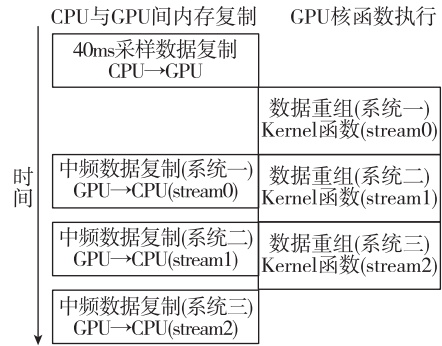 CPU与GPU间内存复制
GPU核函数执行
40ms采样数据复制
CPU→GPU
数据重组(系统一)
Kernel函数(stream0)
时间
中频数据复制(系统一)
GPU→CPU(stream0)
数据重组(系统二)
Kernel函数(stream1)
中频数据复制(系统二)
GPU→CPU(stream1)
数据重组(系统三)
Kernel函数(stream2)
中频数据复制(系统三)
GPU→CPU(stream2)